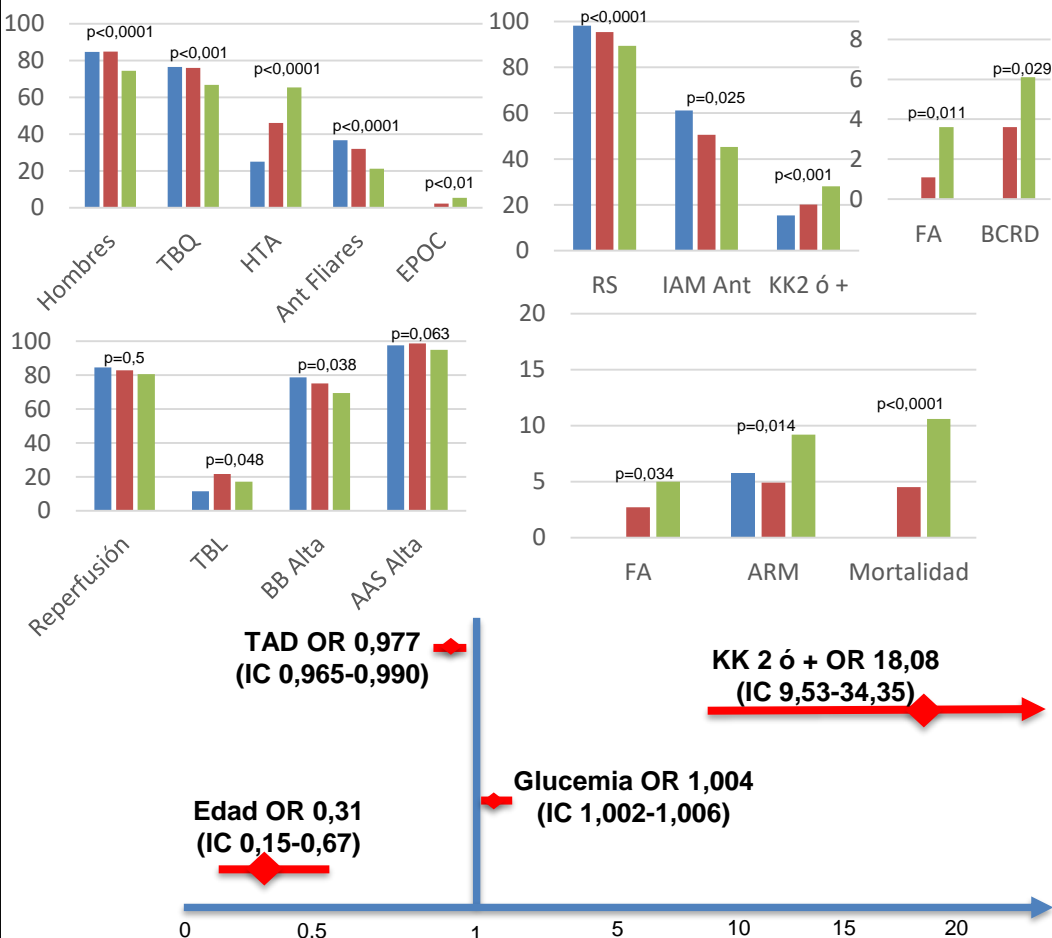 100
80
60
40
20
0
p<0,0001
p<0,001
p<0,0001
p<0,0001
p<0,01
Hombres
TBQ
HTA
Ant Fliares
EPOC
100
80
60
40
20
0
p<0,0001
p=0,025
p<0,001
RS
IAM Ant
KK2 ó +
8
6
4
2
0
p=0,011
p=0,029
FA
BCRD
100
80
60
40
20
0
p=0,5
p=0,048
p=0,038
p=0,063
Reperfusión
TBL
BB Alta
AAS Alta
20
15
10
5
0
p=0,034
p=0,014
p<0,0001
FA
ARM
Mortalidad
TAD OR 0,977
(IC 0,965-0,990)
KK 2 ó + OR 18,08
(IC 9,53-34,35)
Glucemia OR 1,004
(IC 1,002-1,006)
Edad OR 0,31
(IC 0,15-0,67)
0
0,5
1
5
10
15
20